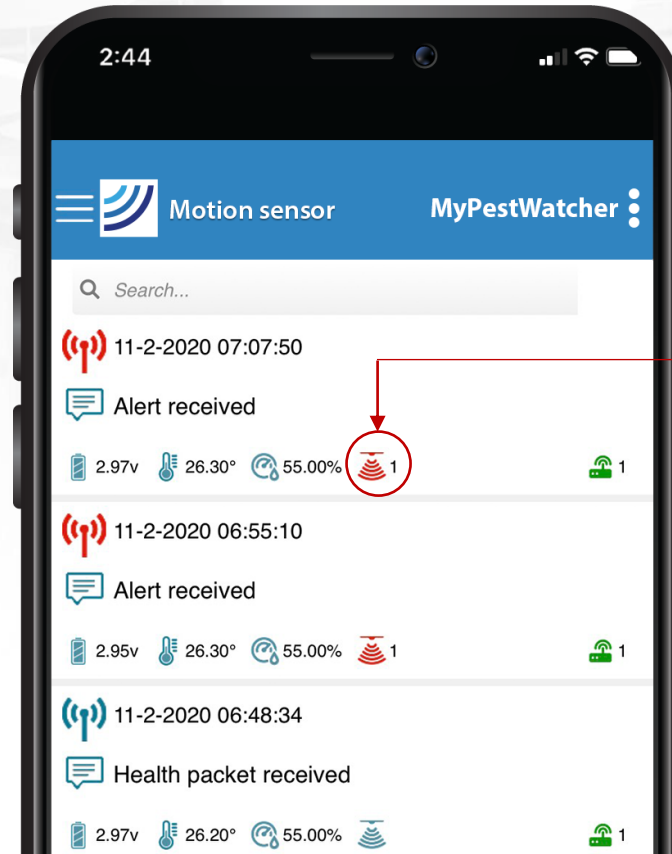 2:44
Motion sensor MyPestWatcher
Search...
11-2-2020 07:07:50
Alert received
2.97v 26.30° 55.00% 1 1
11-2-2020 06:55:10
Alert received
2.95v 26.30° 55.00% 1 1
11-2-2020 06:48:34
Health packet received
2.97v 26.20° 55.00% 1